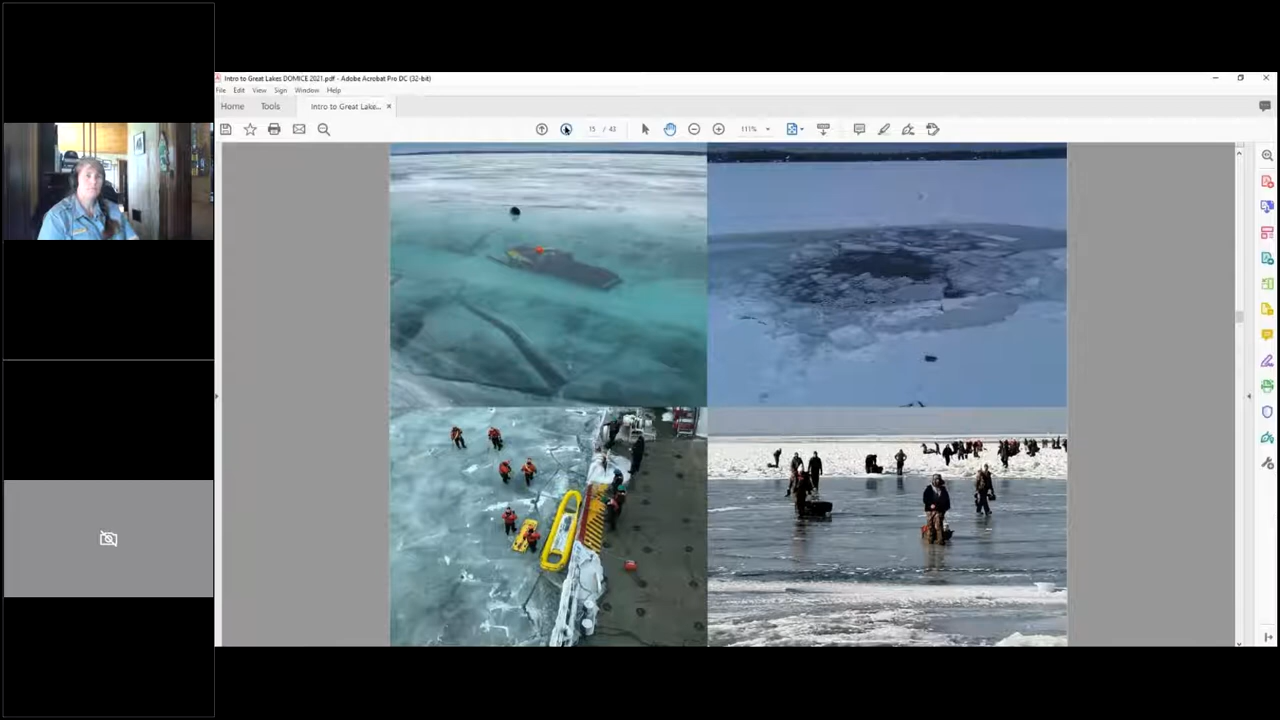 Intro to Great Lakes DOMICE 2021.pdf - Adobe Acrobat Pro DC (32-bit)
File Edit View Sign Window Help
Home Tools Intro to Great Lake...
15 / 43 111%